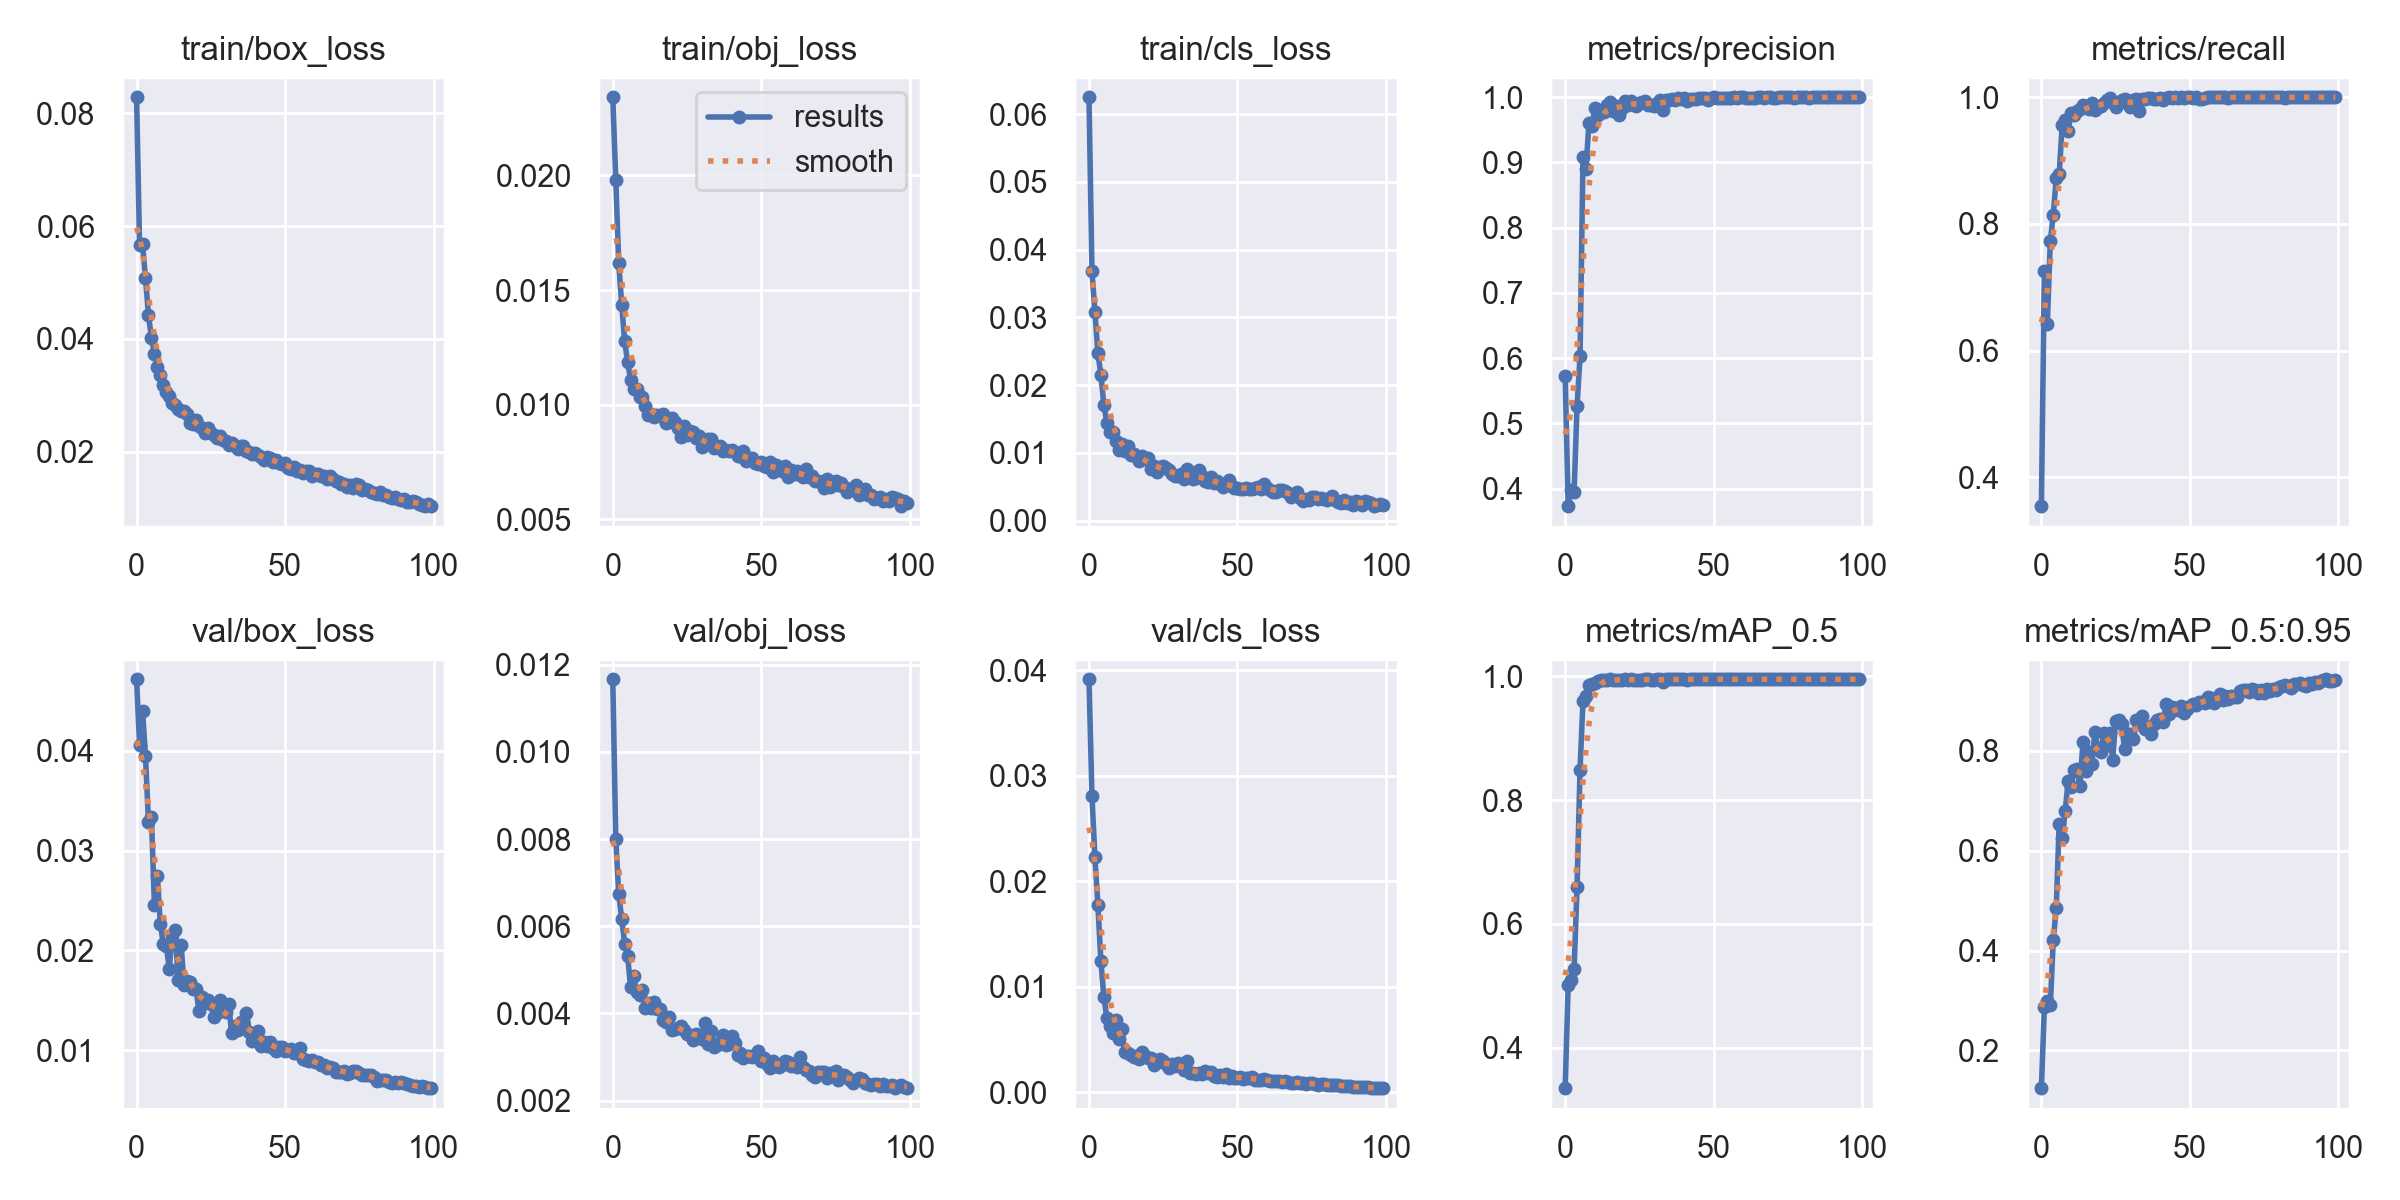 train/box_loss
train/obj_loss
train/cls_loss
metrics/precision
metrics/recall
0.08
0.06
0.04
0.02
0 50 100
results
smooth
0.020
0.015
0.010
0.005
0 50 100
0.06
0.05
0.04
0.03
0.02
0.01
0.00
0 50 100
1.0
0.9
0.8
0.7
0.6
0.5
0.4
0 50 100
1.0
0.8
0.6
0.4
0 50 100
val/box_loss
val/obj_loss
val/cls_loss
metrics/mAP_0.5
metrics/mAP_0.5:0.95
0.04
0.03
0.02
0.01
0 50 100
0.012
0.010
0.008
0.006
0.004
0.002
0 50 100
0.04
0.03
0.02
0.01
0.00
0 50 100
1.0
0.8
0.6
0.4
0 50 100
0.8
0.6
0.4
0.2
0 50 100